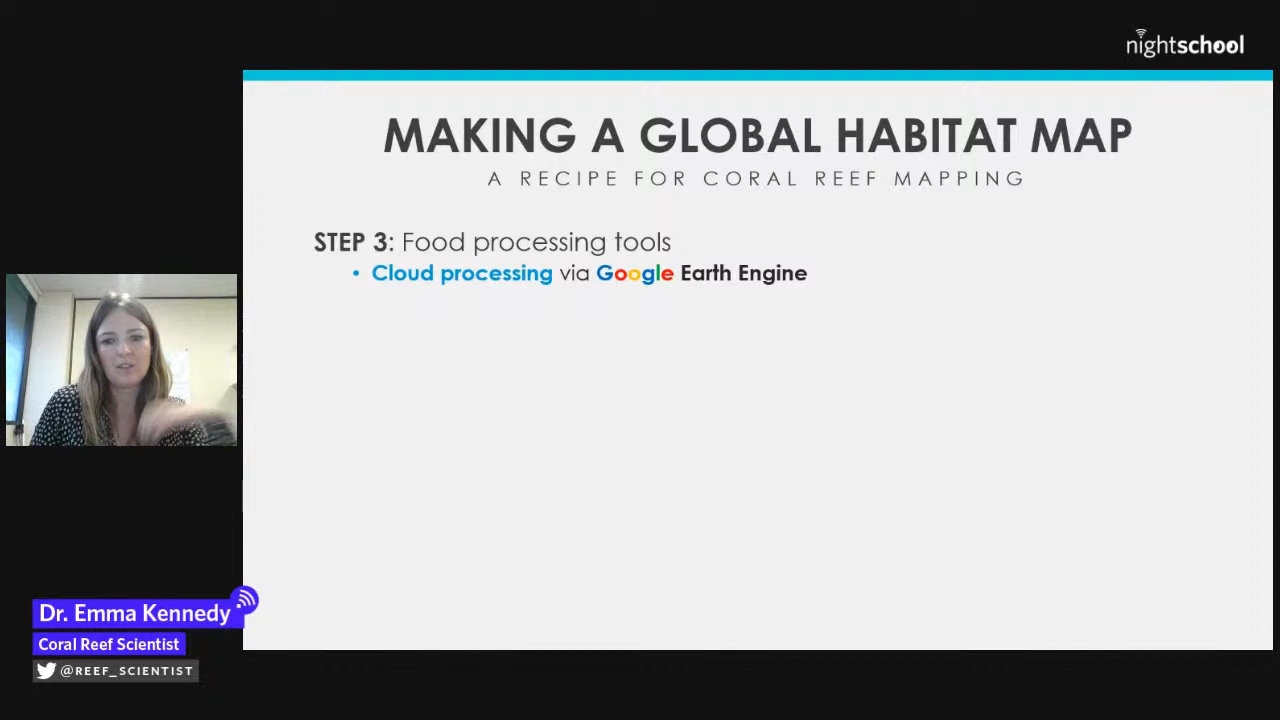 nightschool
MAKING A GLOBAL HABITAT MAP
A RECIPE FOR CORAL REEF MAPPING
STEP 3: Food processing tools
• Cloud processing via Google Earth Engine
Dr. Emma Kennedy
Coral Reef Scientist
@REEF_SCIENTIST